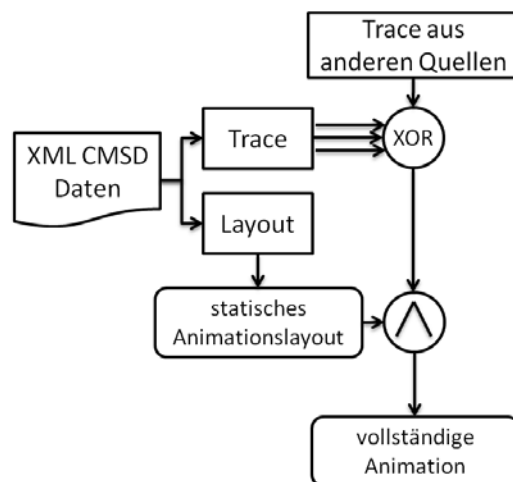 Trace aus
anderen Quellen
XML CMSD
Daten
Trace
XOR
Layout
statisches
Animationslayout
vollständige
Animation